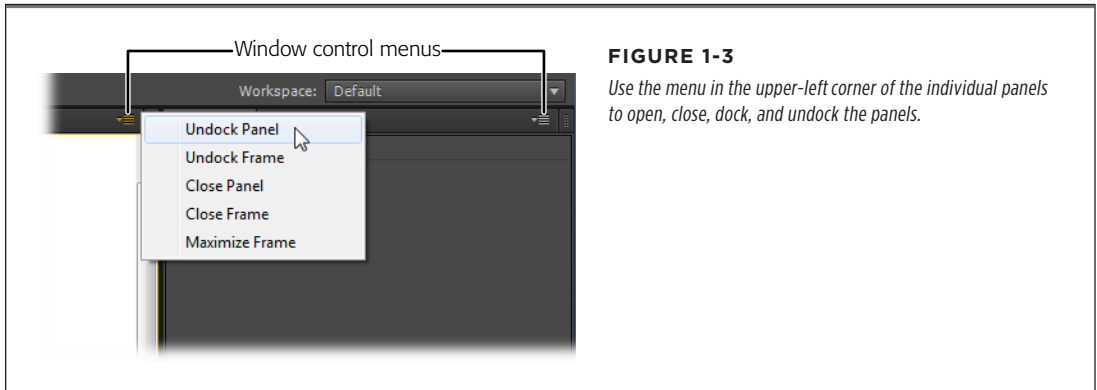 Window control menus
Workspace: Default
Undock Panel
Undock Frame
Close Panel
Close Frame
Maximize Frame
FIGURE 1-3
Use the menu in the upper-left corner of the individual panels
to open, close, dock, and undock the panels.